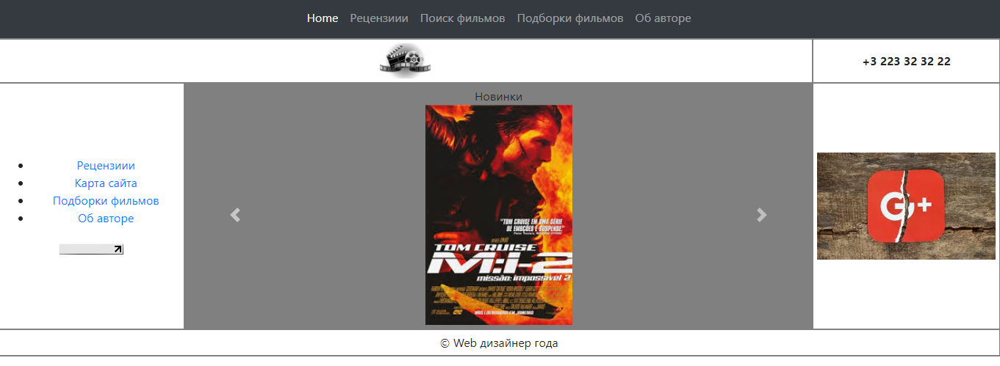 Home Рецензиии Поиск фильмов Подборки фильмов Об авторе
+3 223 32 32 22
Новинки
Рецензиии
Карта сайта
Подборки фильмов
Об авторе
"TOM CRUISE EM UMA SÉRIE
DE EMOÇÕES E SUSPENSE."
TOM CRUISE
M:I-2
missão: impossível 2
G+
© Web дизайнер года